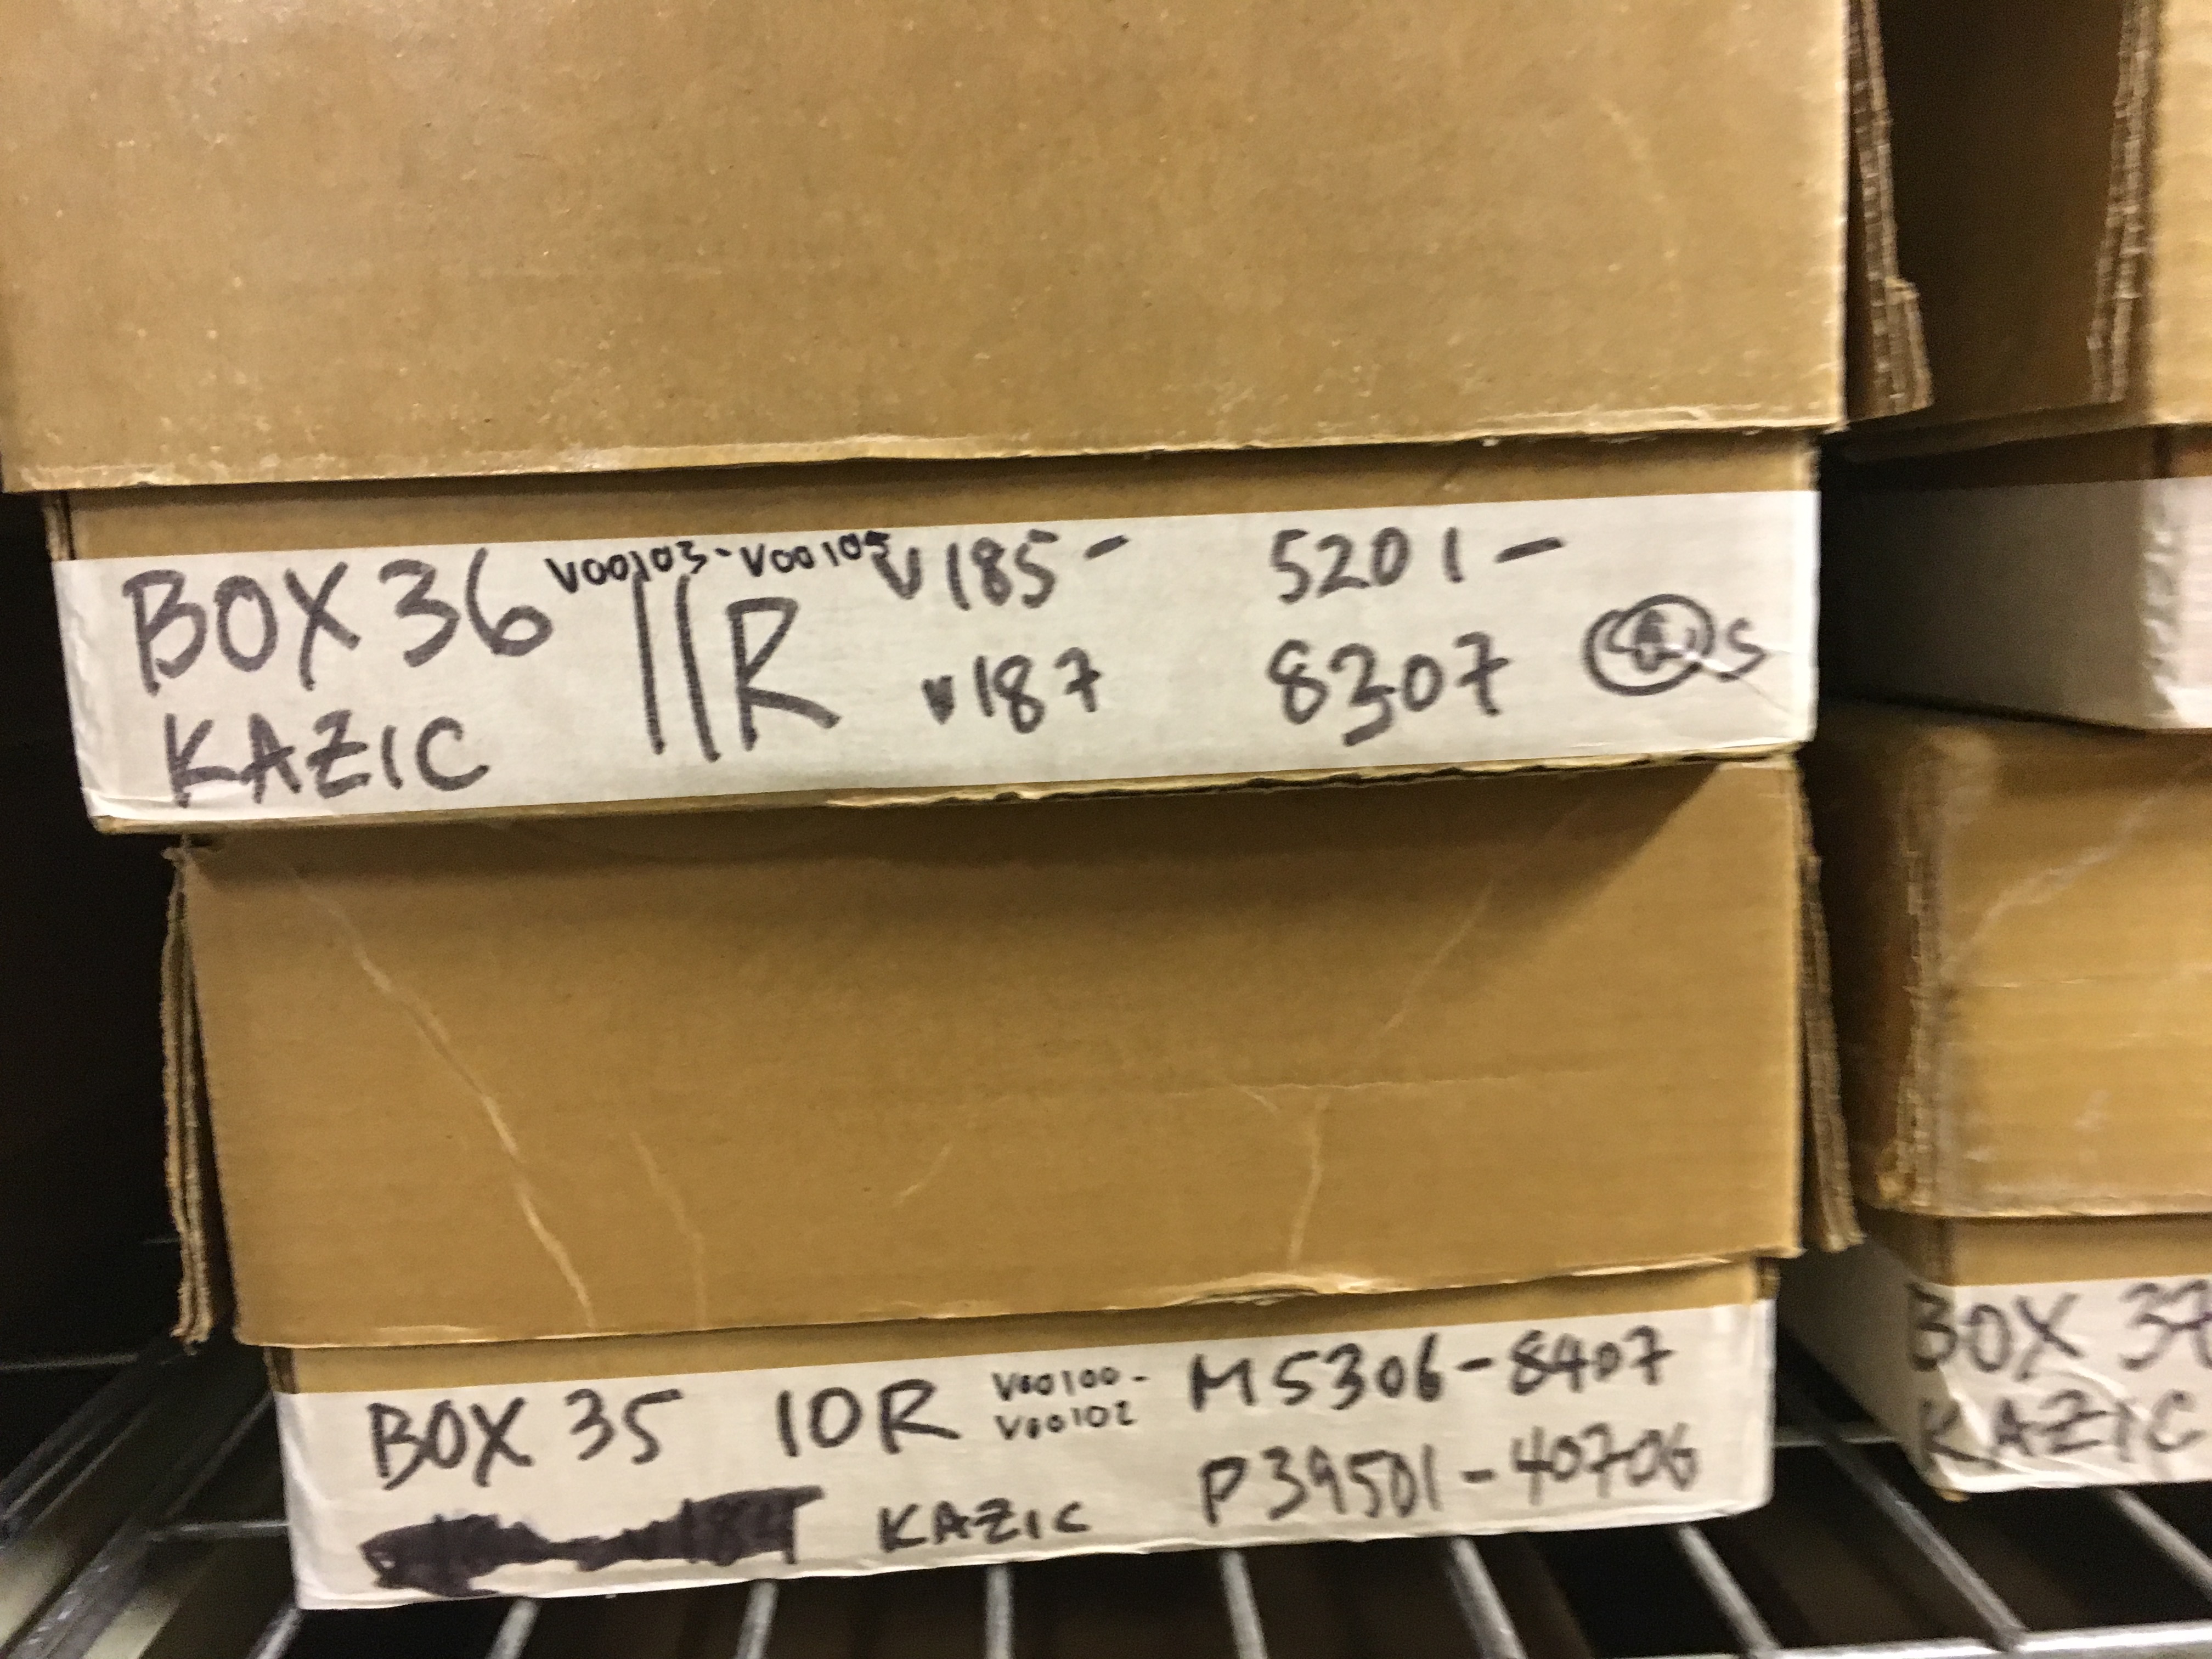 BOX 36 V00103-V00105 V185- 5201-
KAZIC 11R V187 8307 S
BOX 35 10R V00100- M5306-8407
V00102
KAZIC P39501-40706
BOX 37
KAZIC